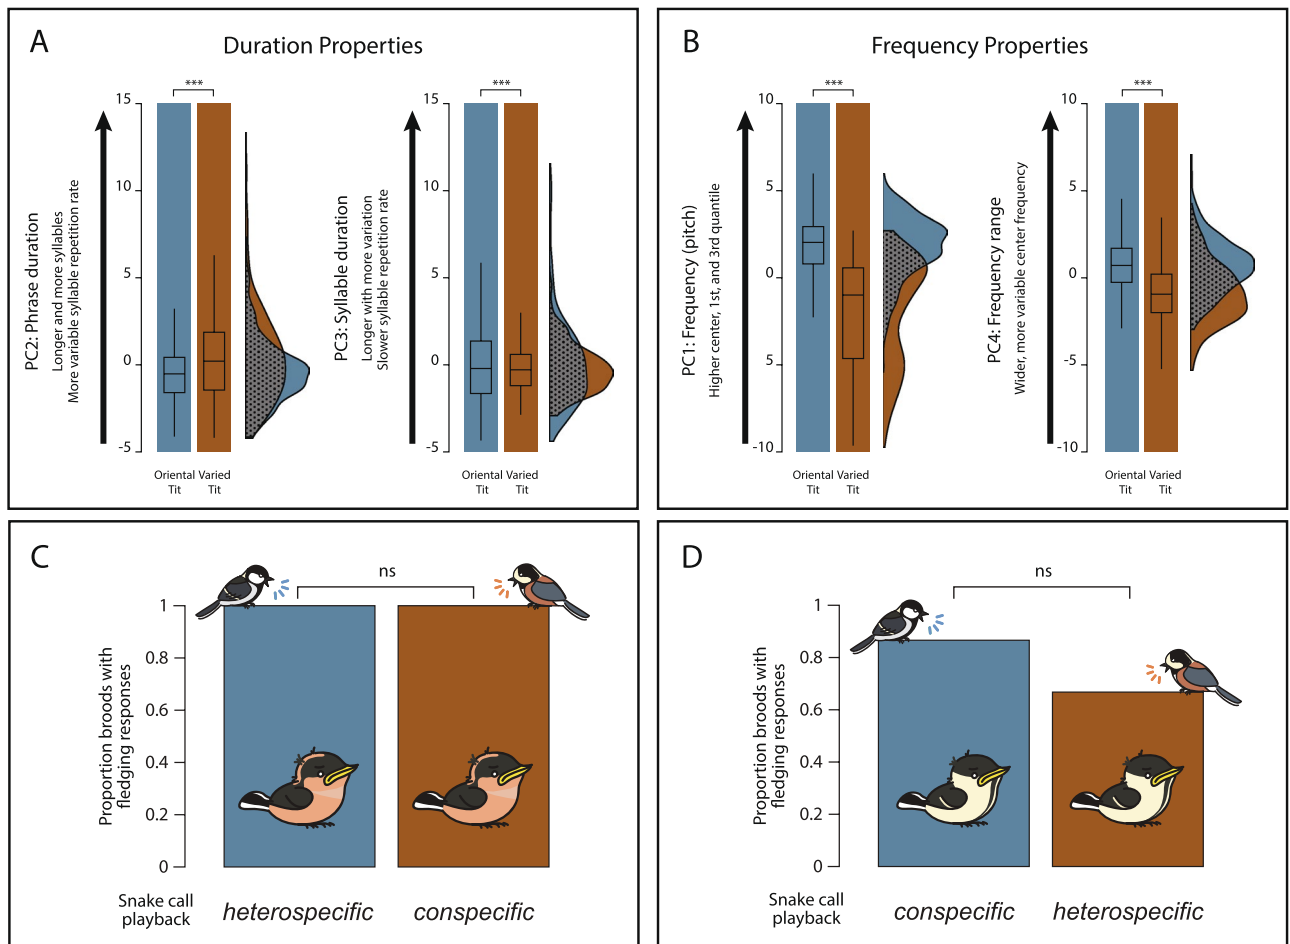 A
Duration Properties
***
15
10
5
0
-5
PC2: Phrase duration
Longer and more syllables
More variable syllable repetition rate
Oriental Varied
Tit Tit
***
15
10
5
0
-5
PC3: Syllable duration
Longer with more variation
Slower syllable repetition rate
Oriental Varied
Tit Tit
B
Frequency Properties
***
10
5
0
5
-10
PC1: Frequency (pitch)
Higher center, 1st, and 3rd quantile
Oriental Varied
Tit Tit
***
10
5
0
-5
-10
PC4: Frequency range
Wider, more variable center frequency
Oriental Varied
Tit Tit
C
ns
1
0.8
0.6
0.4
0.2
0
Proportion broods with
fledging responses
Snake call
playback
heterospecific
conspecific
D
ns
1
0.8
0.6
0.4
0.2
0
Proportion broods with
fledging responses
Snake call
playback
conspecific
heterospecific